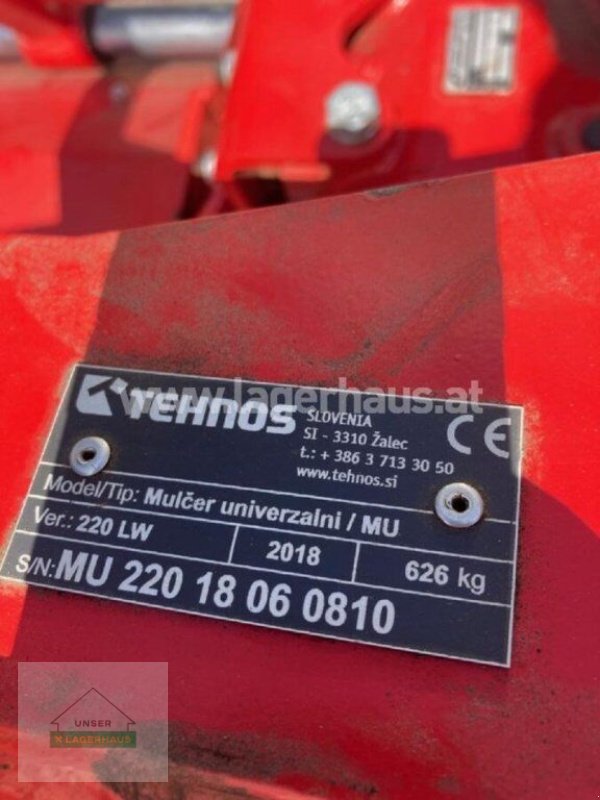 www.lagerhaus.at
TEHNOS
SLOVENIA
SI - 3310 Žalec
t.: + 386 3 713 30 50
www.tehnos.si
CE
Model/Tip: Mulčer univerzalni / MU
Ver.: 220 LW
2018
626 kg
S/N: MU 220 18 06 0810
UNSER
X LAGERHAUS